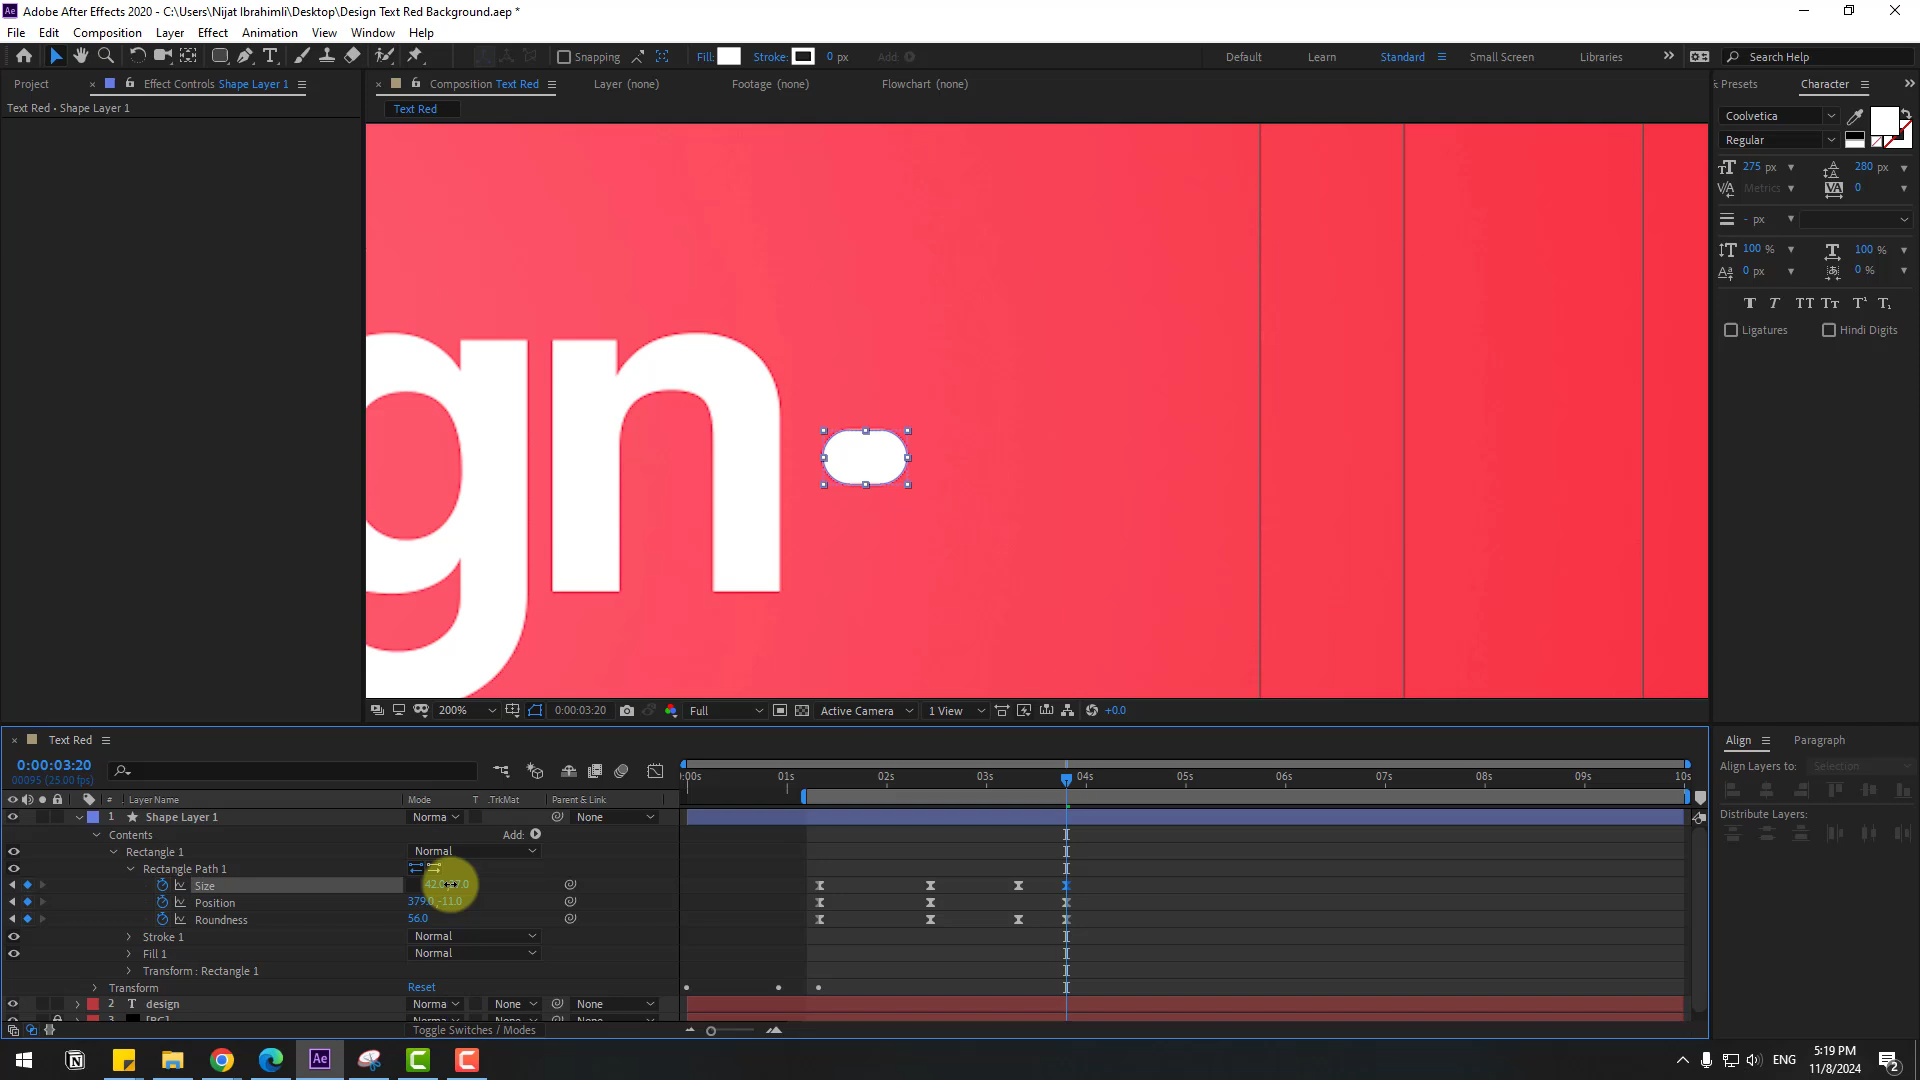 Adobe After Effects 2020 - C:\Users\Nijat Ibrahimli\Desktop\Design Text Red Background.aep *
File Edit Composition Layer Effect Animation View Window Help
Snapping Fill: Stroke: 0 px Add: Default Learn Standard Small Screen Libraries Search Help
Project Effect Controls Shape Layer 1 Composition Text Red Layer (none) Footage (none) Flowchart (none) Presets Character
Text Red • Shape Layer 1
Text Red
Coolvetica
Regular
275 px 280 px
Metrics 0
- px
100 % 100 %
0 px 0 %
Ligatures Hindi Digits
gn
200% 0:00:03:20 Full Active Camera 1 View +0.0
Text Red
Align Paragraph
0:00:03:20
00095 (25.00 fps)
Align Layers to: Selection
:00s 01s 02s 03s 04s 05s 06s 07s 08s 09s 10s
# Layer Name Mode T .TrkMat Parent & Link
1 Shape Layer 1 Norma None
Distribute Layers:
Contents Add:
Rectangle 1 Normal
Rectangle Path 1
Size
Position 379.0,-11.0
Roundness 56.0
Stroke 1 Normal
Fill 1 Normal
Transform : Rectangle 1
Transform Reset
2 T design Norma None None
3 [BG] Norma None None
Toggle Switches / Modes
Ae ENG 5:19 PM
11/8/2024 2